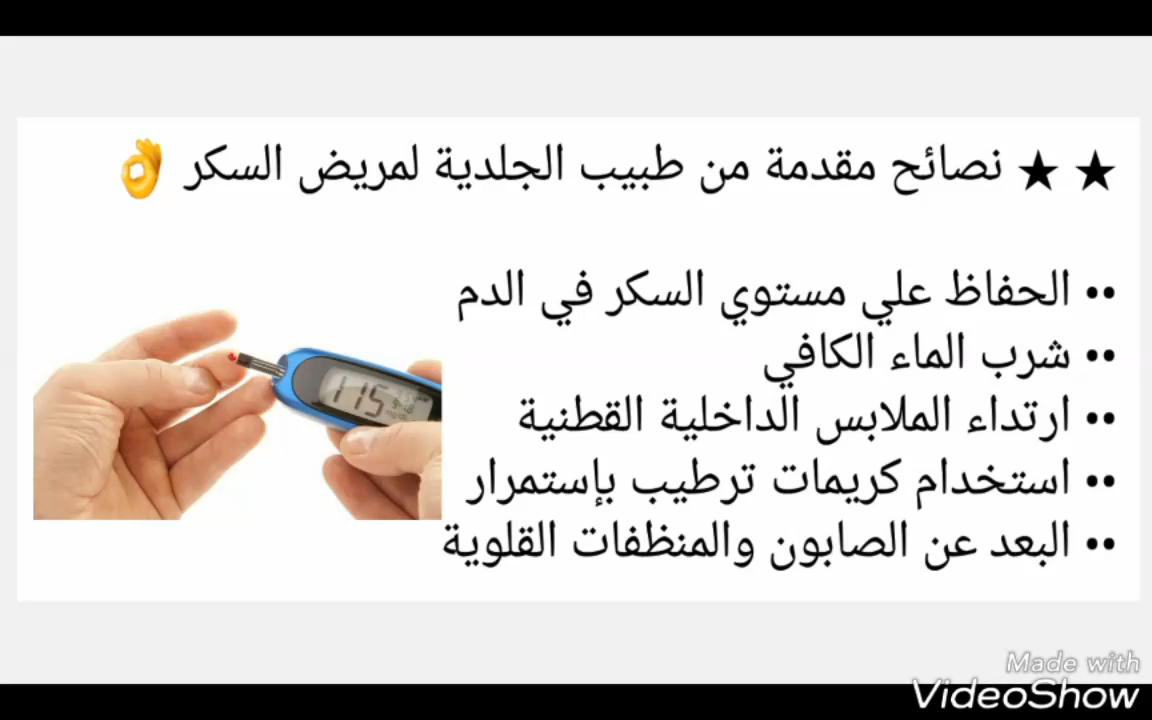 ★ ★ نصائح مقدمة من طبيب الجلدية لمريض السكر 👌
•• الحفاظ علي مستوي السكر في الدم
•• شرب الماء الكافي
•• ارتداء الملابس الداخلية القطنية
•• استخدام كريمات ترطيب بإستمرار
•• البعد عن الصابون والمنظفات القلوية
115
Made with
VideoShow